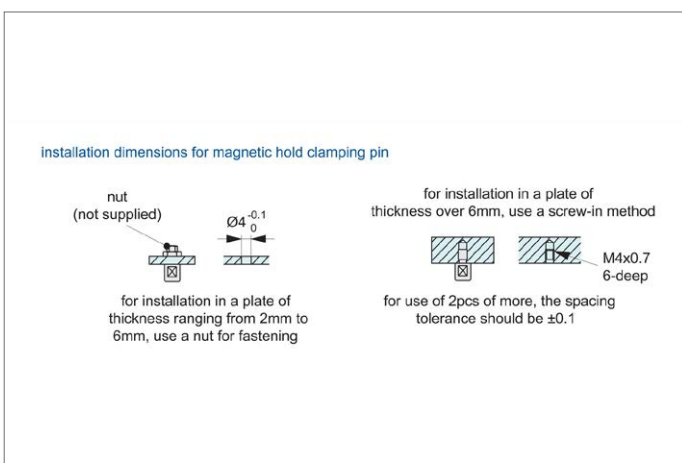 installation dimensions for magnetic hold clamping pin
nut
(not supplied)
Ø4 -0.1
0
for installation in a plate of
thickness ranging from 2mm to
6mm, use a nut for fastening
for installation in a plate of
thickness over 6mm, use a screw-in method
M4x0.7
6-deep
for use of 2pcs of more, the spacing
tolerance should be ±0.1